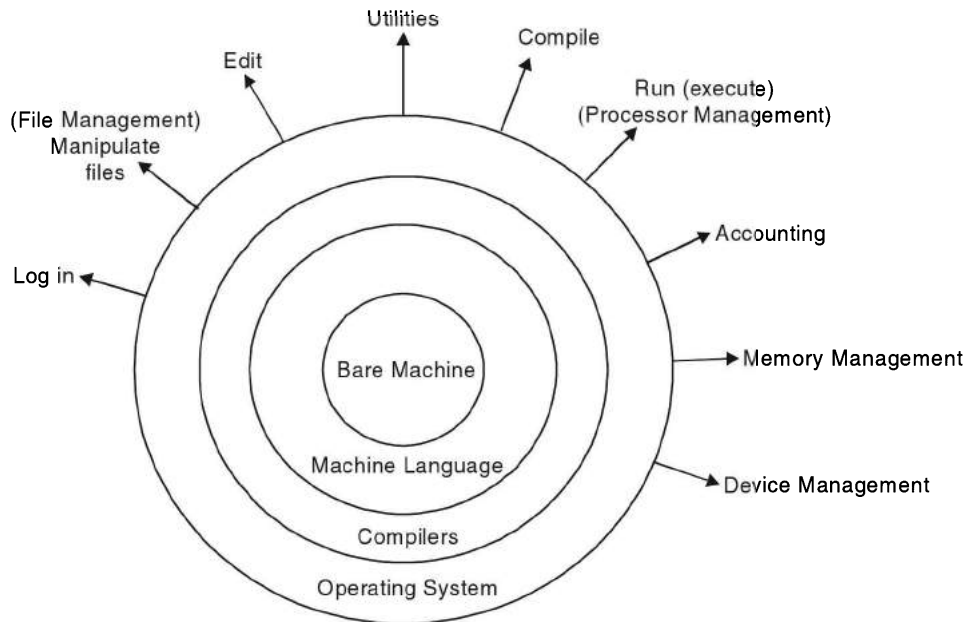 Utilities
Compile
Edit
Run (execute)
(Processor Management)
(File Management)
Manipulate
files
Accounting
Log in
Memory Management
Bare Machine
Machine Language
Device Management
Compilers
Operating System